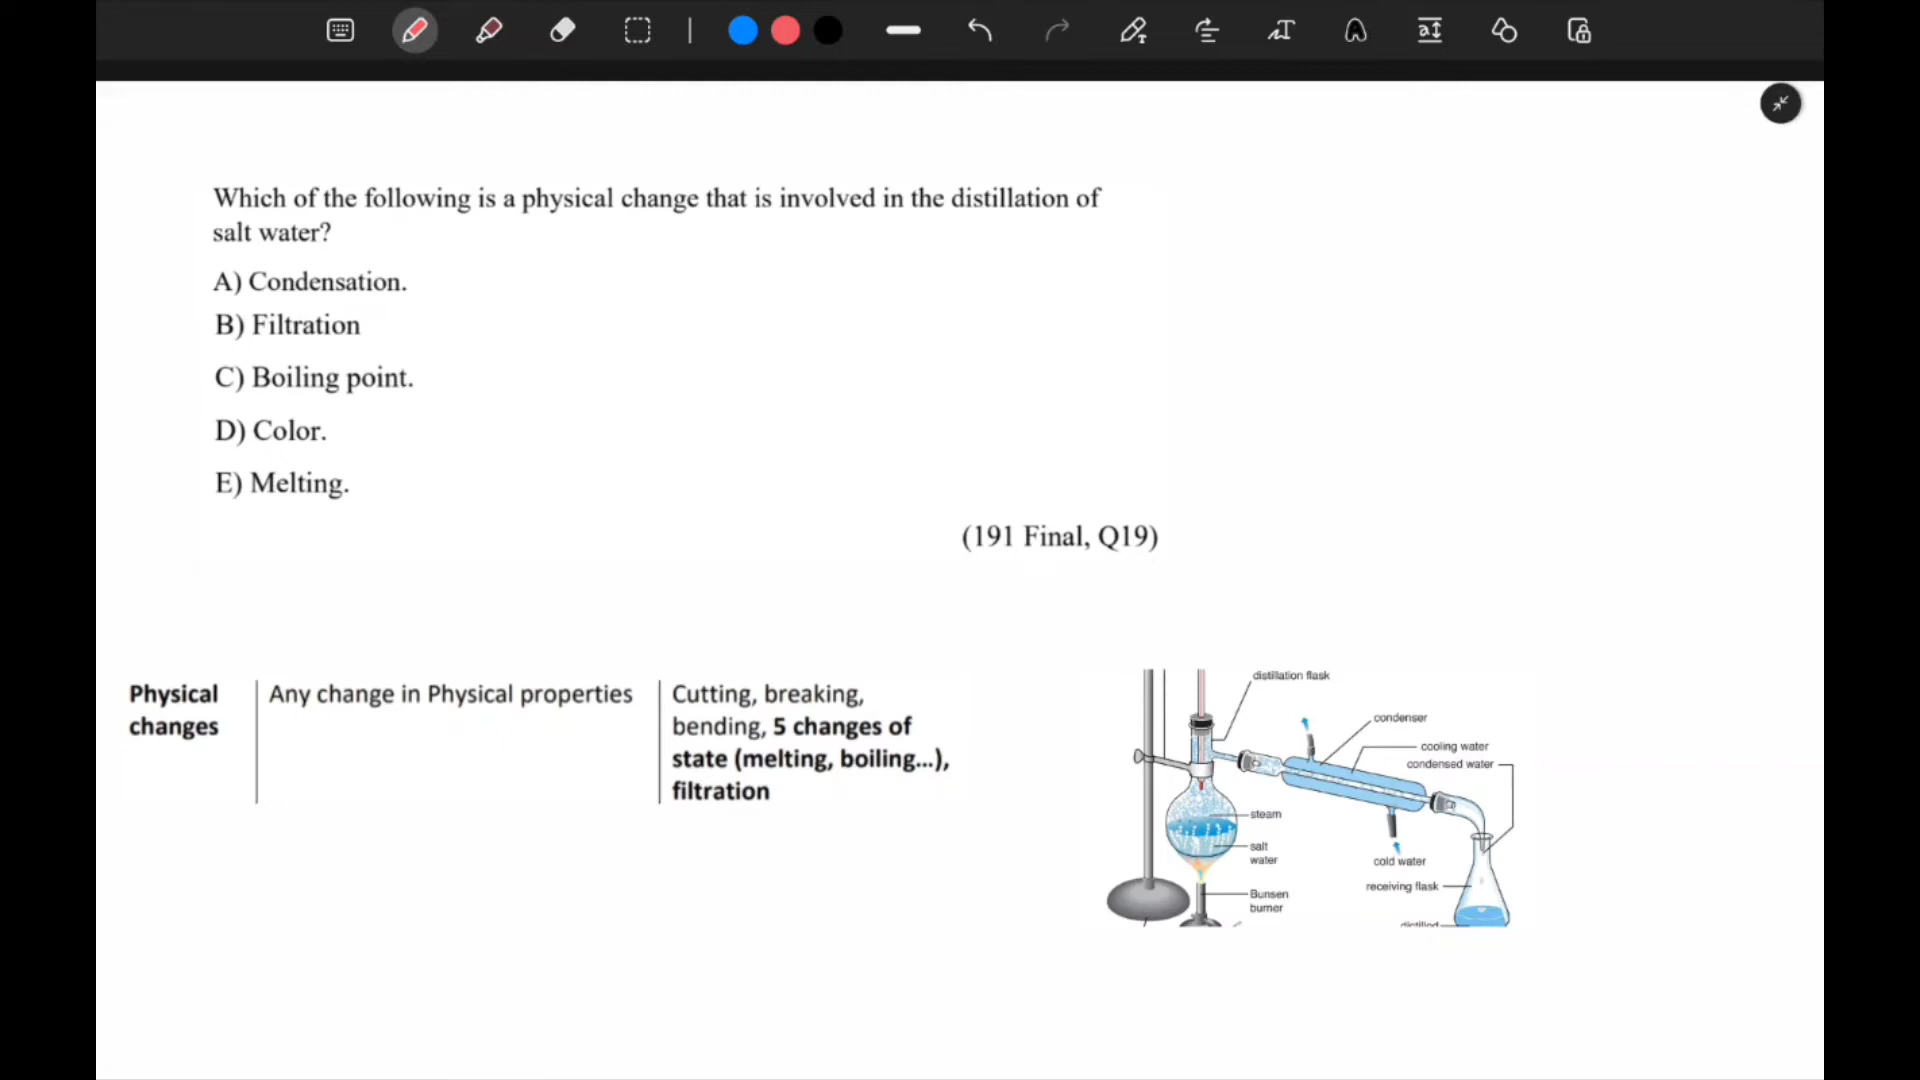 Which of the following is a physical change that is involved in the distillation of
salt water?
A) Condensation.
B) Filtration
C) Boiling point.
D) Color.
E) Melting.
(191 Final, Q19)
Physical
changes
Any change in Physical properties
Cutting, breaking,
bending, 5 changes of
state (melting, boiling...),
filtration
distillation flask
condenser
cooling water
condensed water
steam
salt
water
cold water
receiving flask
Bunsen
burner